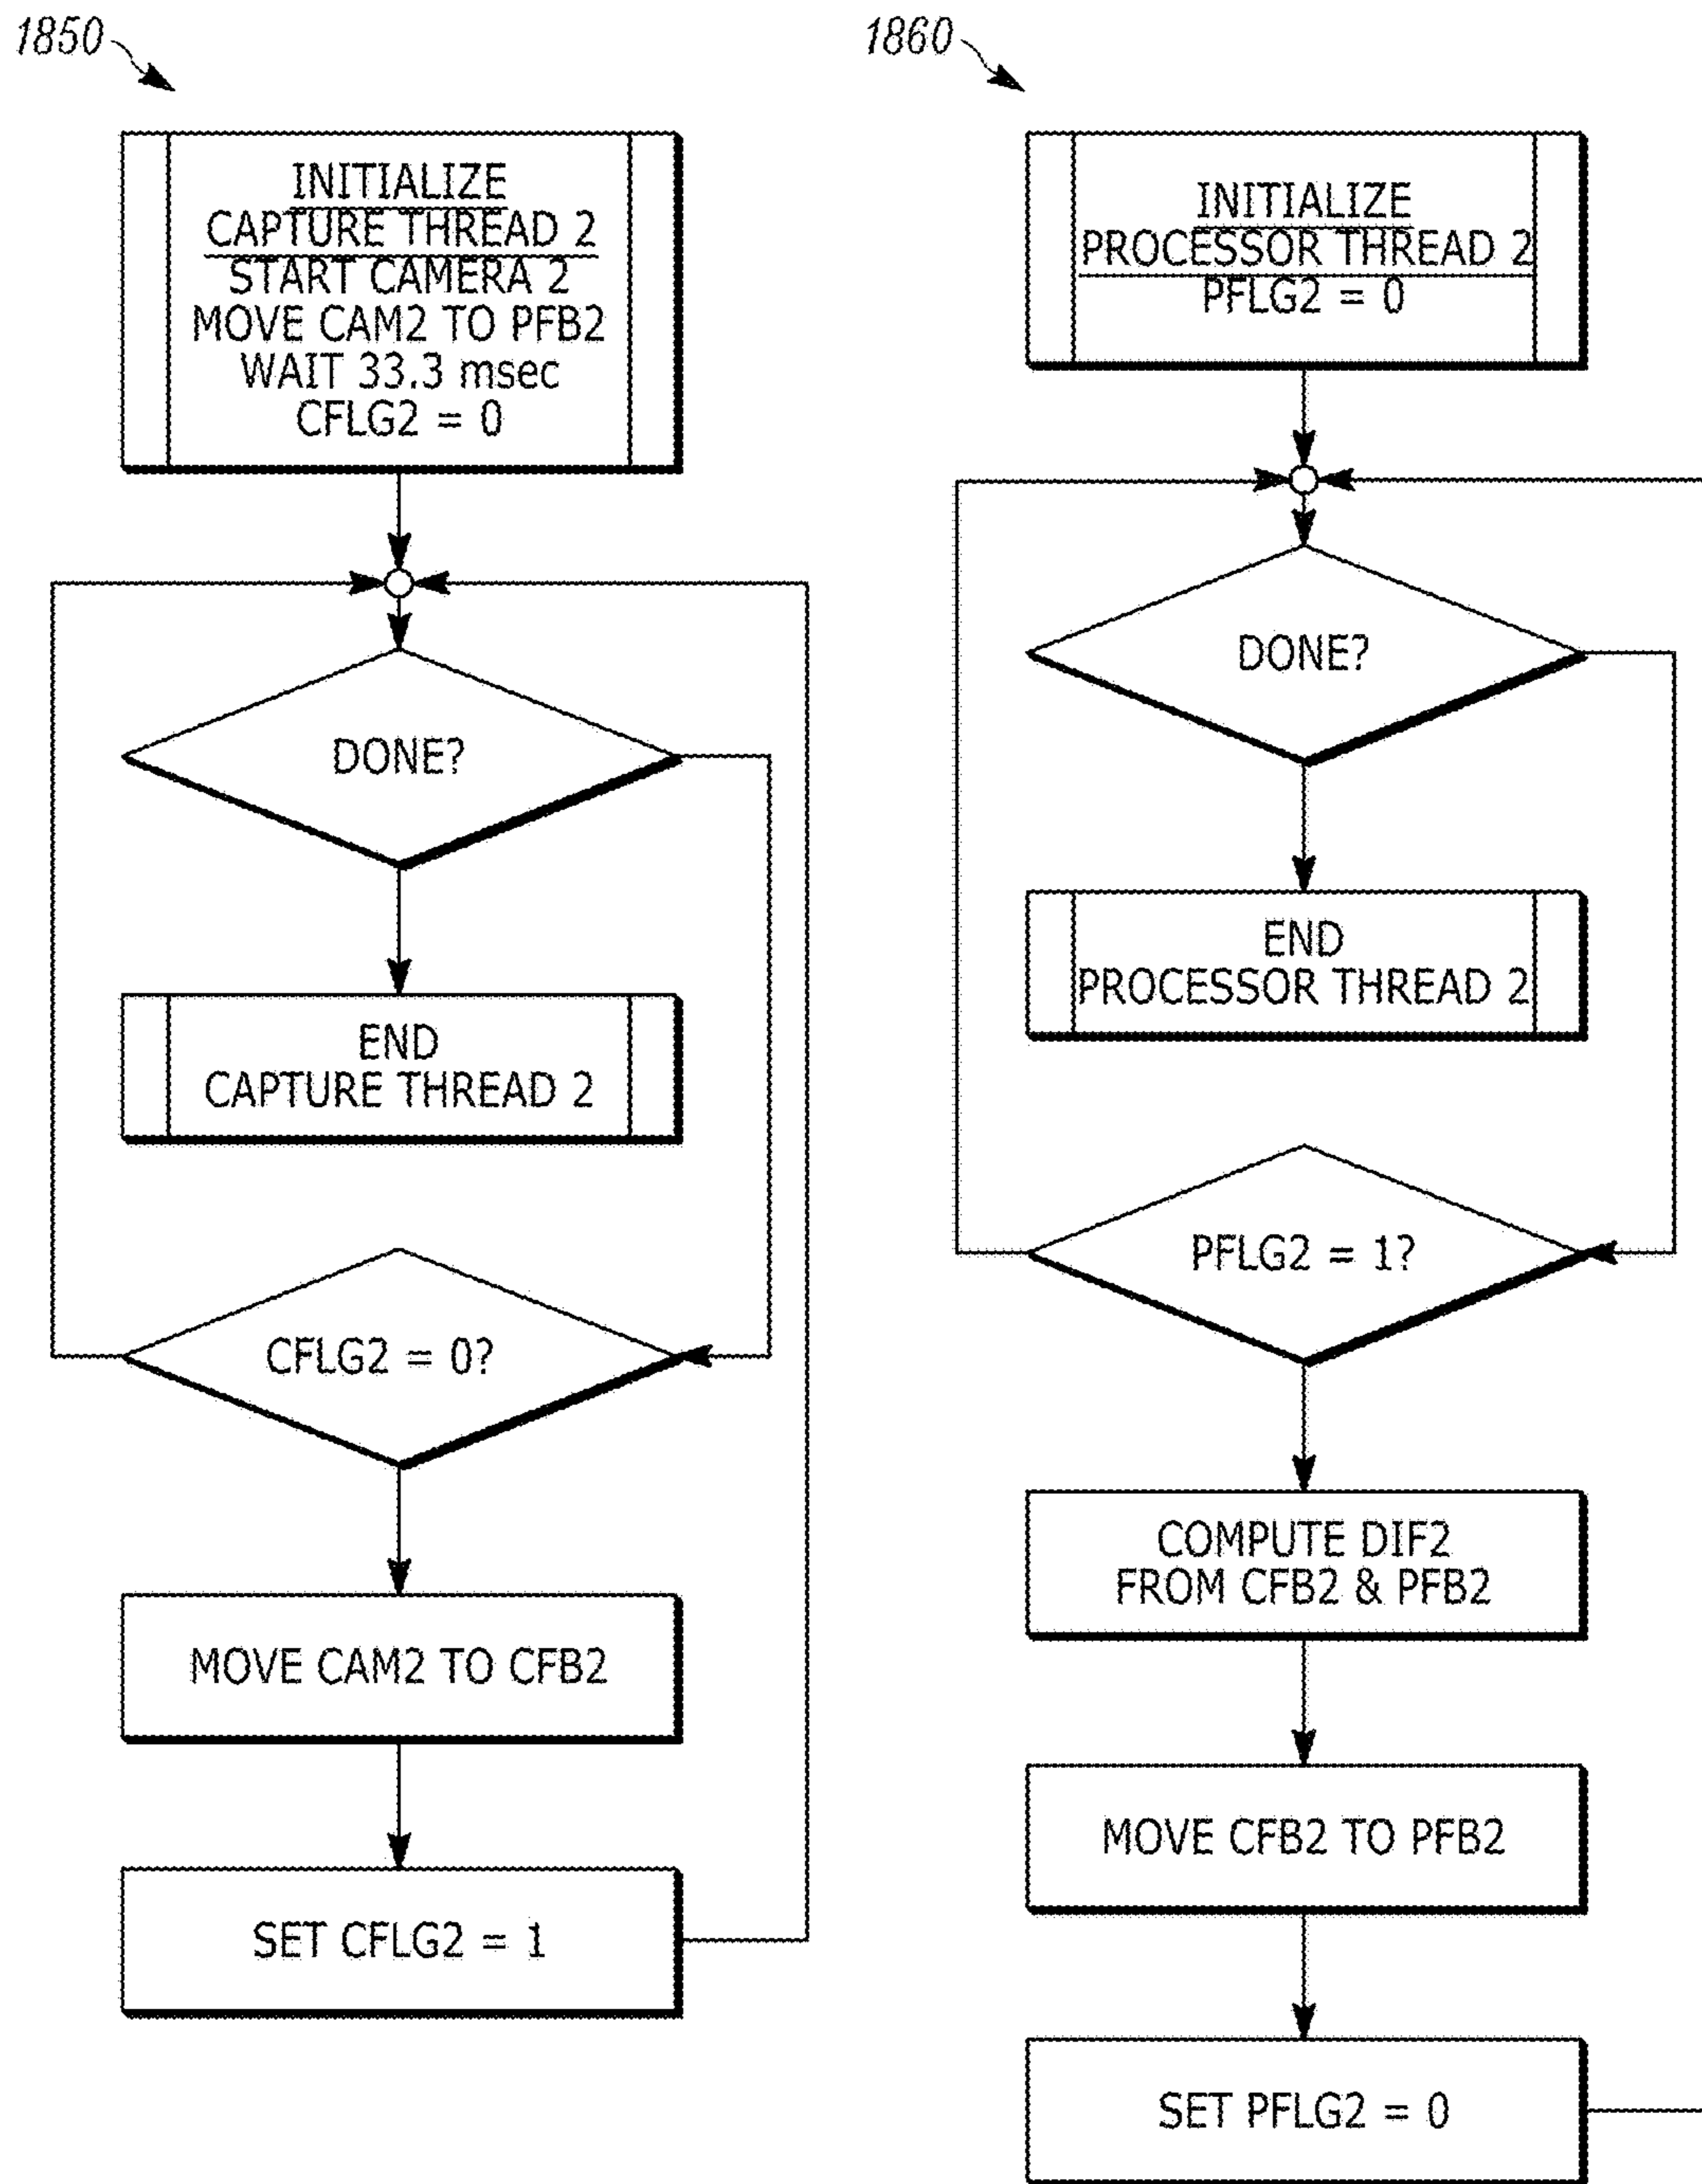 1850
INITIALIZE
CAPTURE THREAD 2
START CAMERA 2
MOVE CAM2 TO PFB2
WAIT 33.3 msec
CFLG2 = 0
DONE?
END
CAPTURE THREAD 2
CFLG2 = 0?
MOVE CAM2 TO CFB2
SET CFLG2 = 1
1860
INITIALIZE
PROCESSOR THREAD 2
PFLG2 = 0
DONE?
END
PROCESSOR THREAD 2
PFLG2 = 1?
COMPUTE DIF2
FROM CFB2 & PFB2
MOVE CFB2 TO PFB2
SET PFLG2 = 0